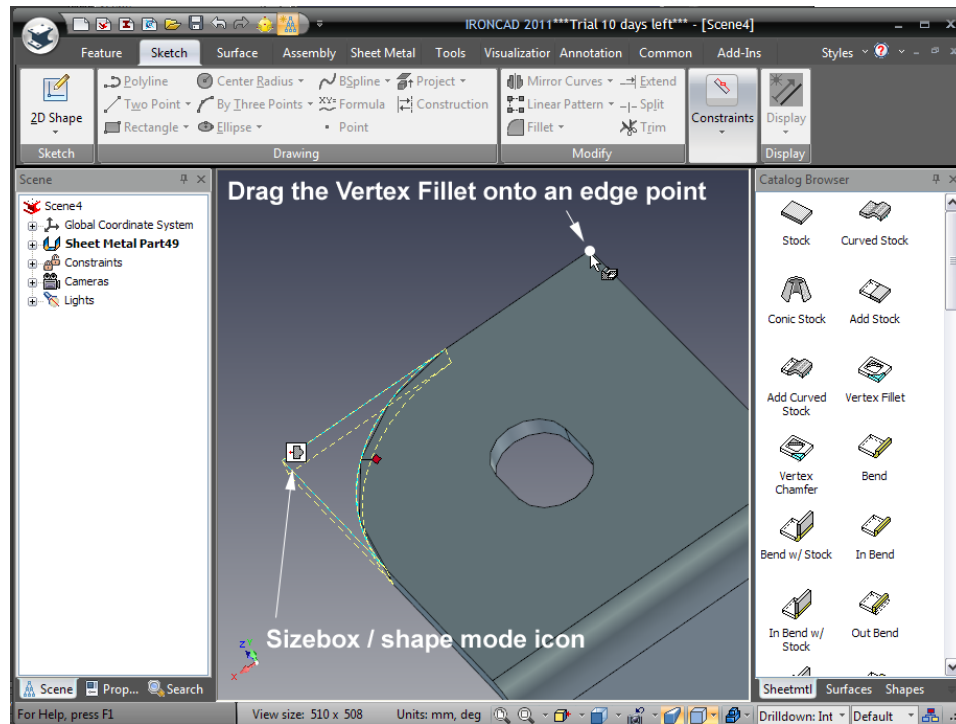 IRONCAD 2011***Trial 10 days left*** - [Scene4]
Feature Sketch Surface Assembly Sheet Metal Tools Visualization Annotation Common Add-Ins Styles
2D Shape
Polyline Center Radius BSpline Project
Two Point By Three Points XYZ= Formula Construction
Rectangle Ellipse Point
Mirror Curves Extend
Linear Pattern Split
Fillet Trim
Constraints
Display
Sketch Drawing Modify Display
Scene
Scene4
Global Coordinate System
Sheet Metal Part49
Constraints
Cameras
Lights
Scene Prop... Search
Drag the Vertex Fillet onto an edge point
Sizebox / shape mode icon
z
x
Catalog Browser
Stock Curved Stock
Conic Stock Add Stock
Add Curved
Stock
Vertex Fillet
Vertex
Chamfer
Bend
Bend w/ Stock In Bend
In Bend w/
Stock
Out Bend
Sheetmtl Surfaces Shapes
For Help, press F1 View size: 510 x 508 Units: mm, deg Drilldown: Int Default